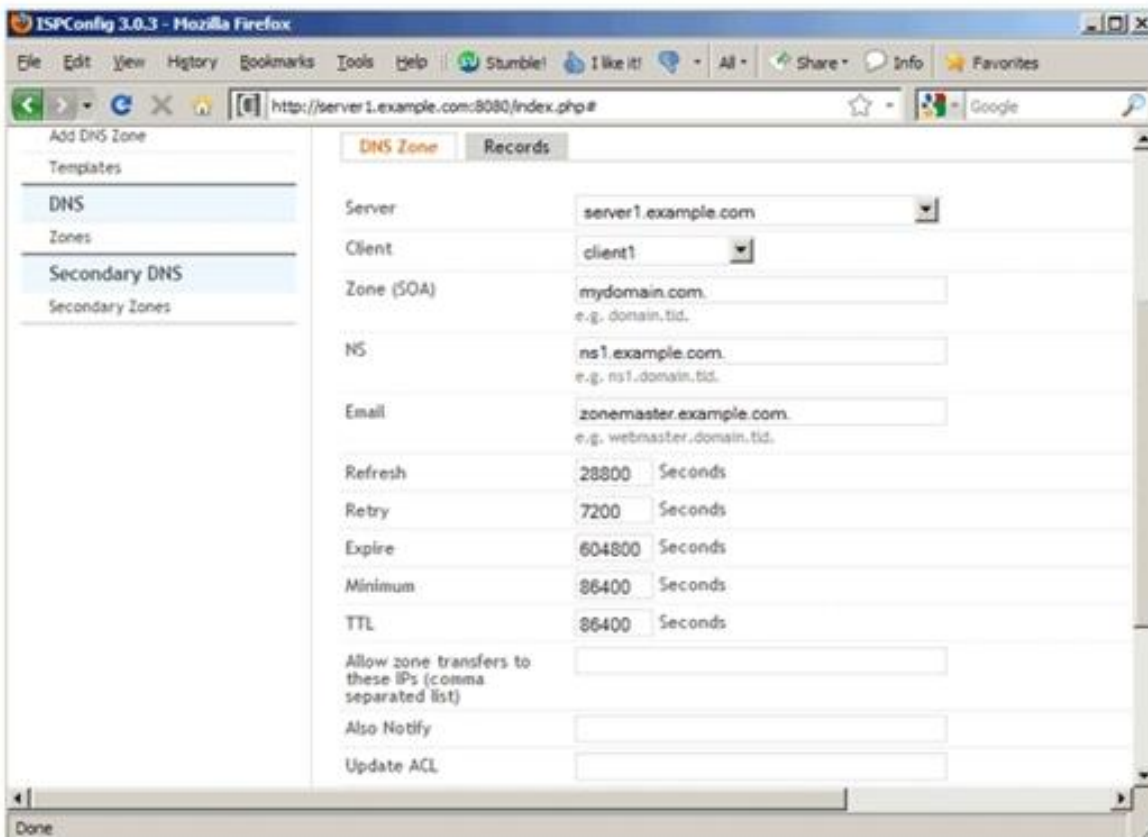 ISPConfig 3.0.3 - Mozilla Firefox
File Edit View History Bookmarks Tools Help Stumble! I like it! All Share Info Favorites
http://server1.example.com:8080/index.php# Google
Add DNS Zone
Templates
DNS
Zones
Secondary DNS
Secondary Zones
DNS Zone Records
Server server1.example.com
Client client1
Zone (SOA) mydomain.com.
e.g. domain.tld.
NS ns1.example.com.
e.g. ns1.domain.tld.
Email zonemaster.example.com.
e.g. webmaster.domain.tld.
Refresh 28800 Seconds
Retry 7200 Seconds
Expire 604800 Seconds
Minimum 86400 Seconds
TTL 86400 Seconds
Allow zone transfers to
these IPs (comma
separated list)
Also Notify
Update ACL
Done